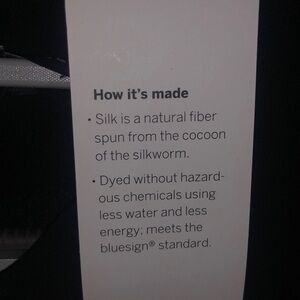 How it's made
• Silk is a natural fiber
spun from the cocoon
of the silkworm.
• Dyed without hazard-
ous chemicals using
less water and less
energy; meets the
bluesign® standard.